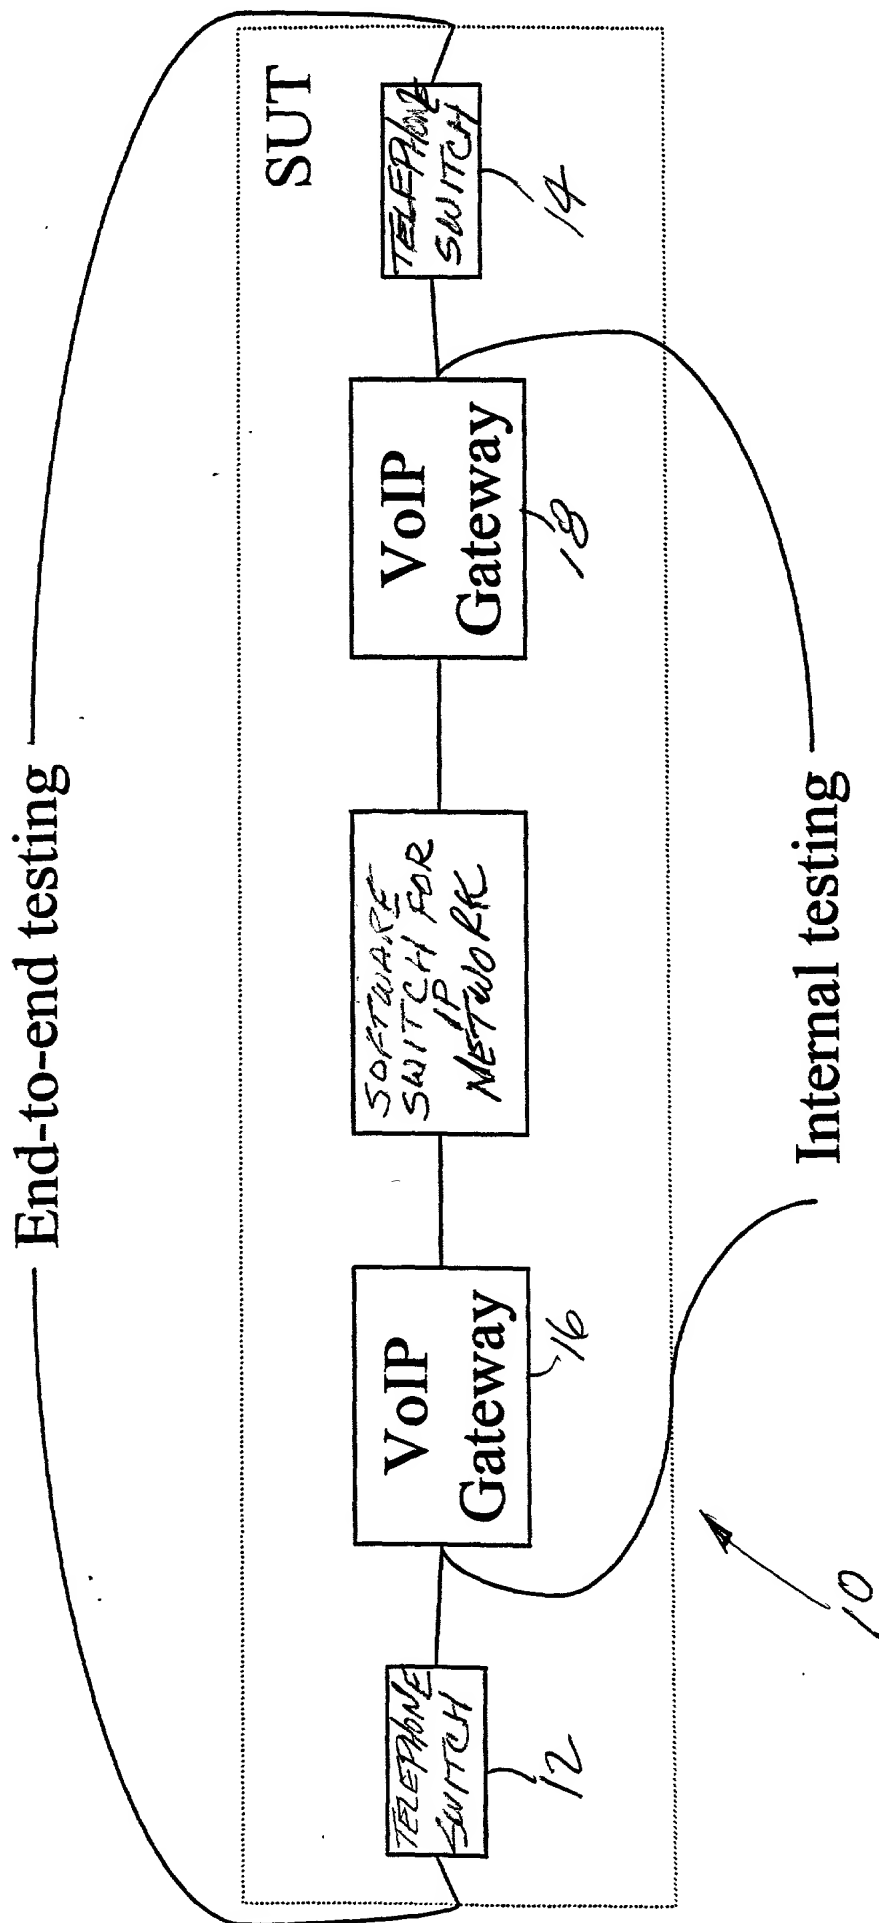 End-to-end testing
SUT
TELEPHONE
SWITCH
12
VoIP
Gateway
16
SOFTWARE
SWITCH FOR
IP
NETWORK
VoIP
Gateway
18
TELEPHONE
SWITCH
14
10
Internal testing